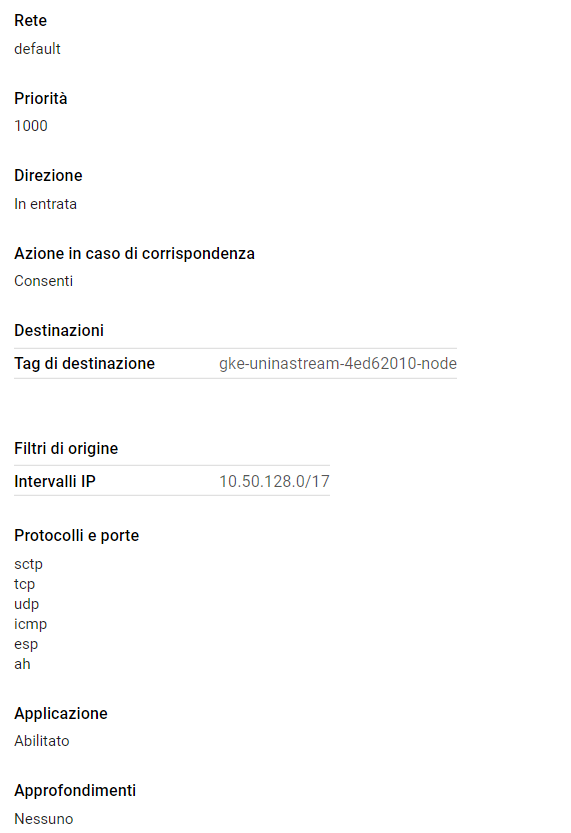 Rete
default
Priorità
1000
Direzione
In entrata
Azione in caso di corrispondenza
Consenti
Destinazioni
Tag di destinazione gke-uninastream-4ed62010-node
Filtri di origine
Intervalli IP 10.50.128.0/17
Protocolli e porte
sctp
tcp
udp
icmp
esp
ah
Applicazione
Abilitato
Approfondimenti
Nessuno